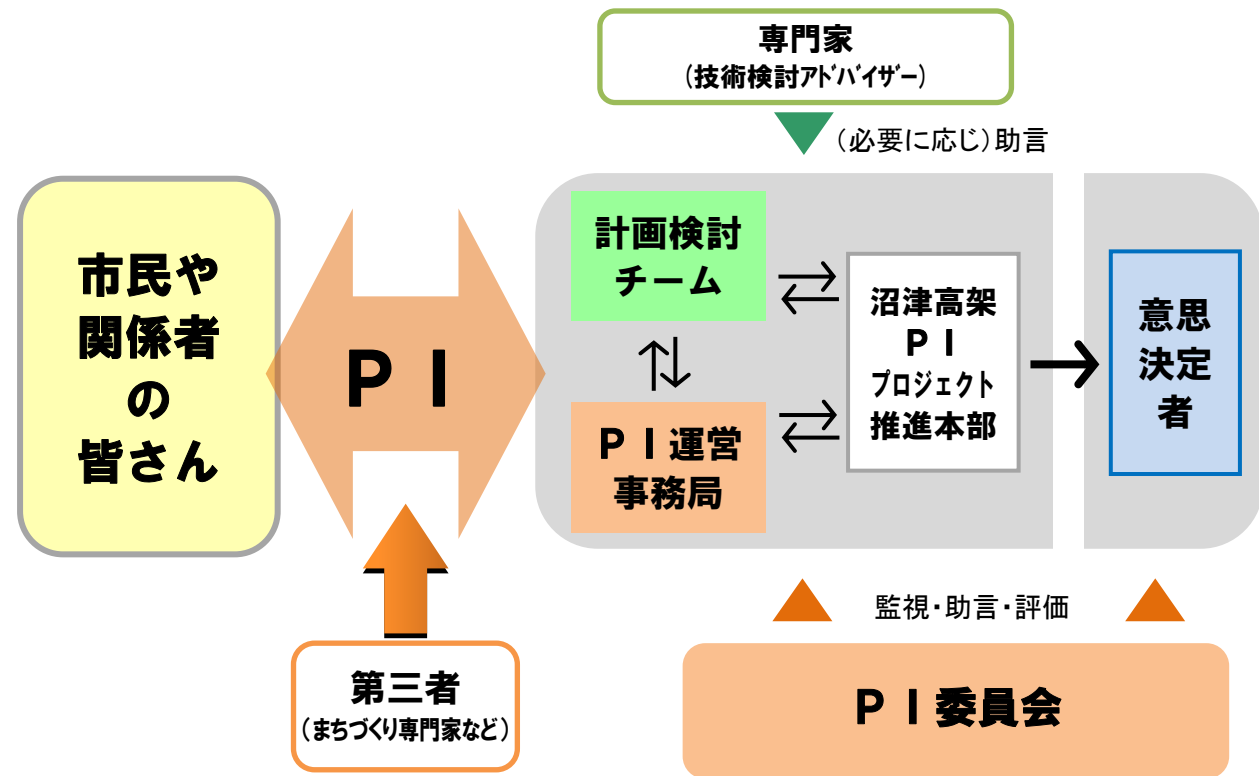 専門家
(技術検討アドバイザー)
(必要に応じ)助言
市民や
関係者
の
皆さん
ＰＩ
計画検討
チーム
ＰＩ運営
事務局
沼津高架
ＰＩ
プロジェクト
推進本部
意思
決定
者
第三者
(まちづくり専門家など)
監視・助言・評価
ＰＩ委員会